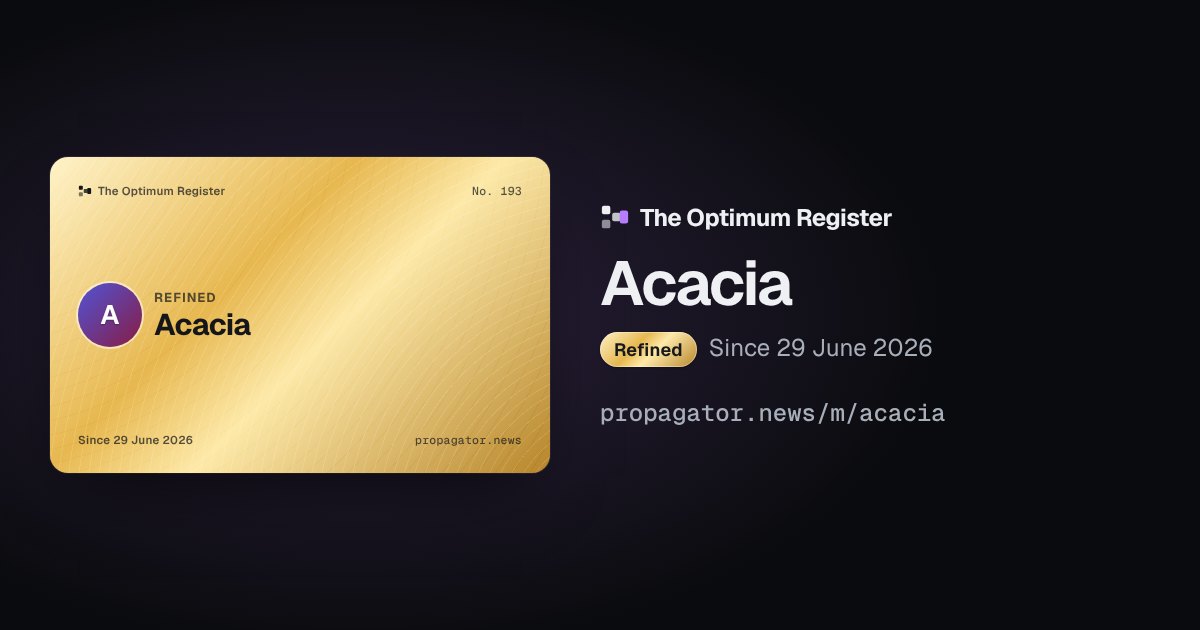 The Optimum Register
No. 193
A
REFINED
Acacia
Since 29 June 2026
propagator.news
The Optimum Register
Acacia
Refined
Since 29 June 2026
propagator.news/m/acacia